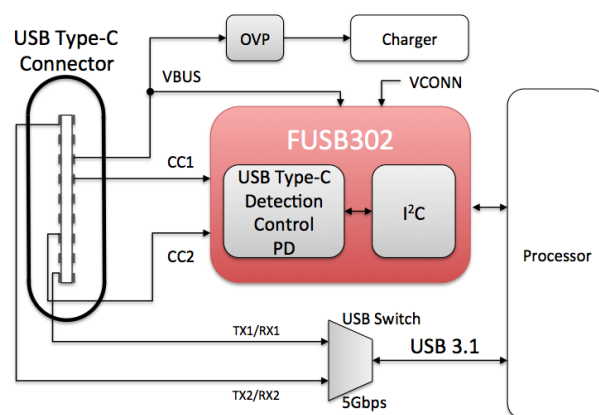 USB Type-C
Connector
OVP
Charger
VBUS
VCONN
FUSB302
CC1
USB Type-C
Detection
Control
PD
I²C
CC2
Processor
USB Switch
TX1/RX1
USB 3.1
TX2/RX2
5Gbps